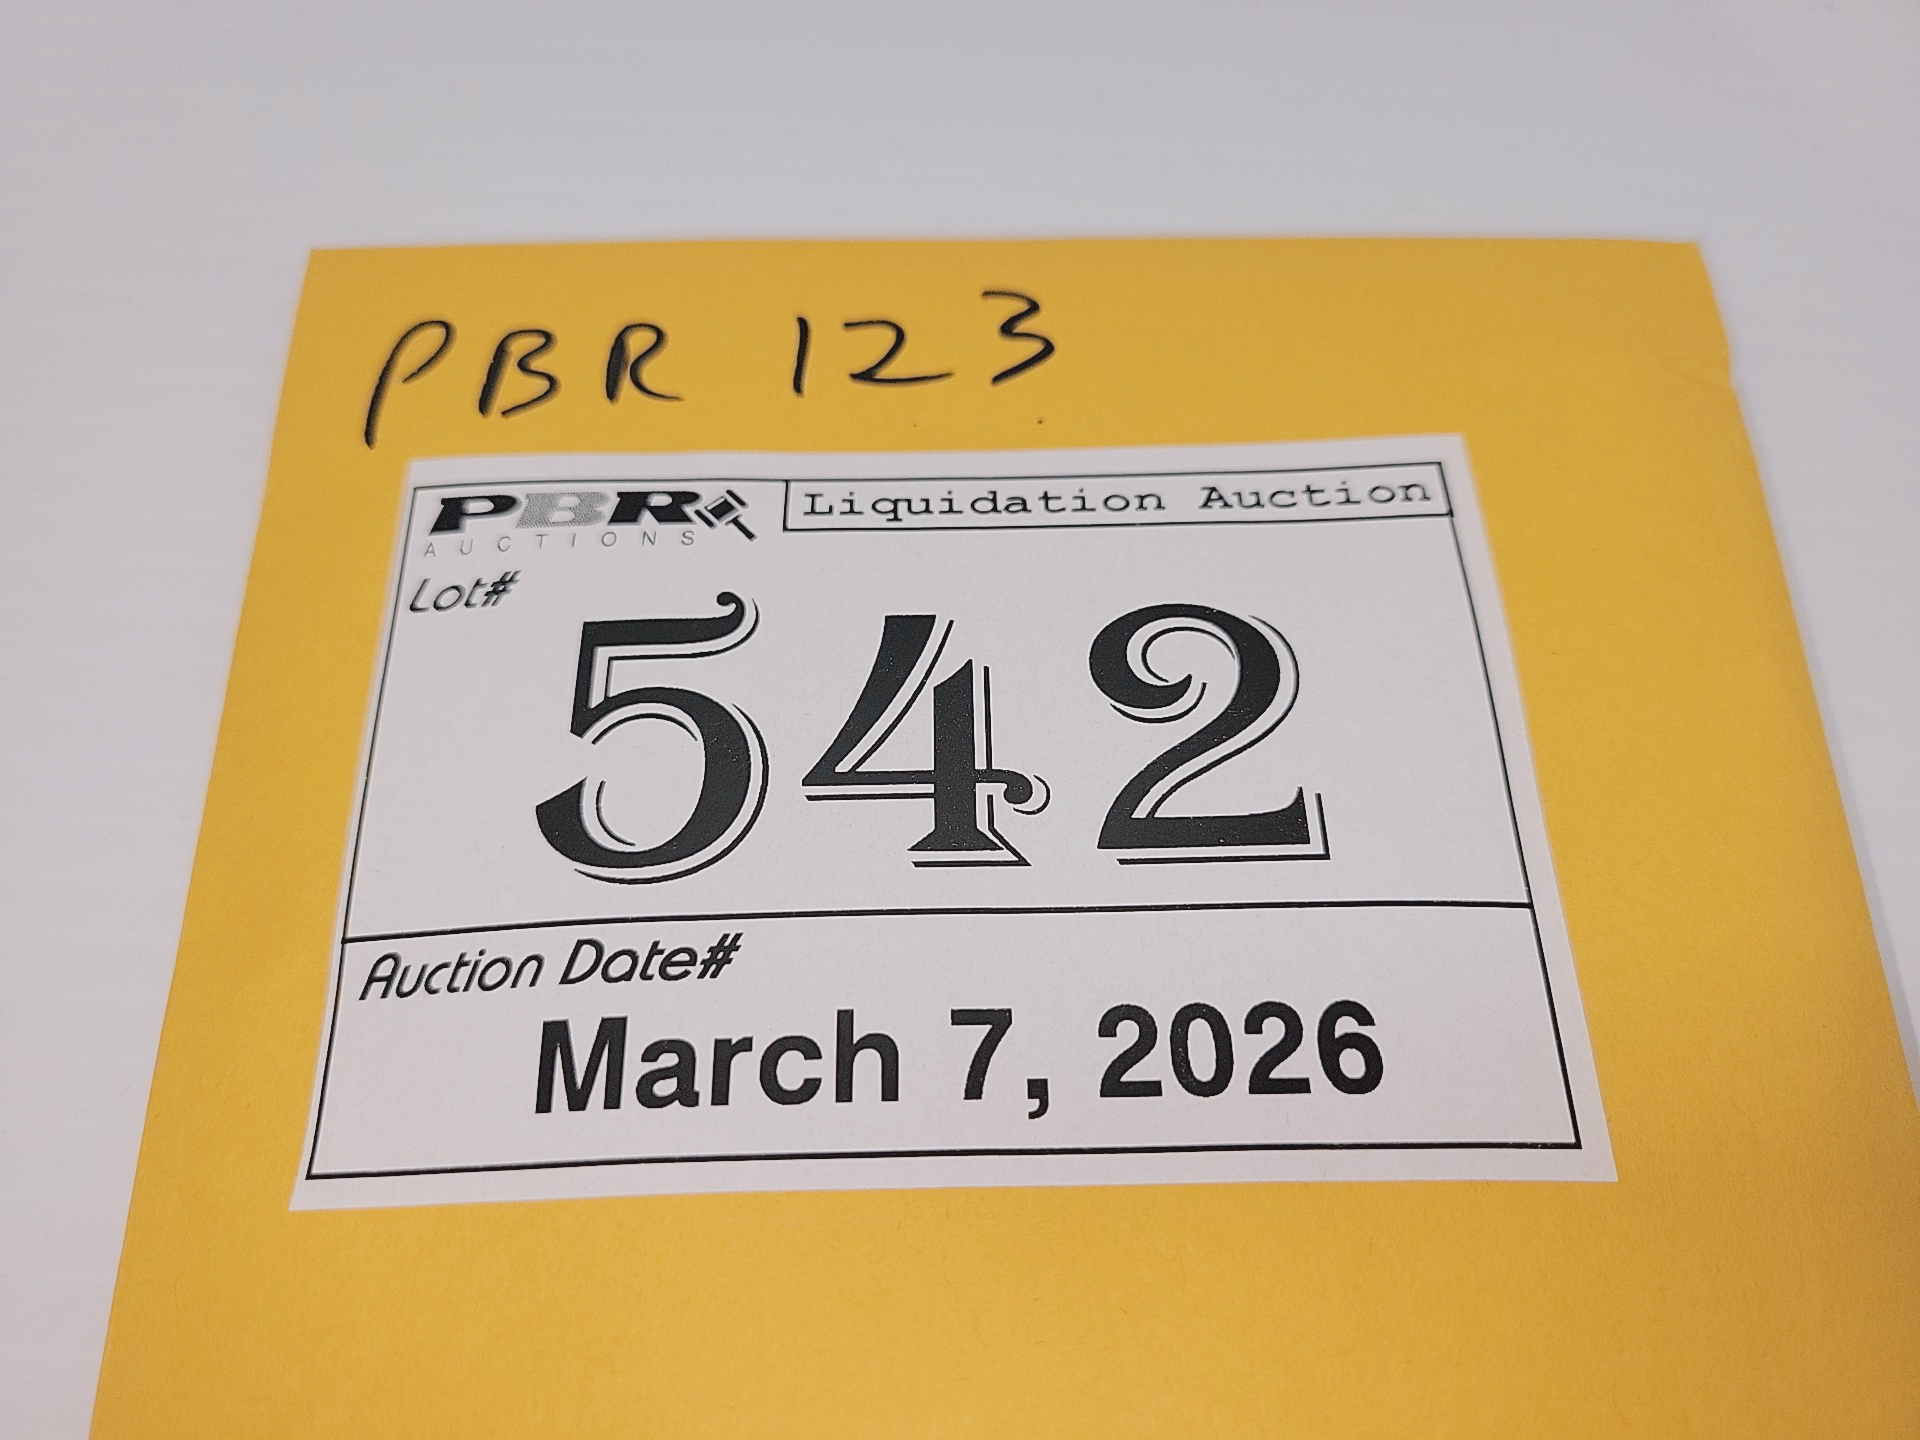 PBR 123
PBR
AUCTIONS
Liquidation Auction
Lot#
542
Auction Date#
March 7, 2026